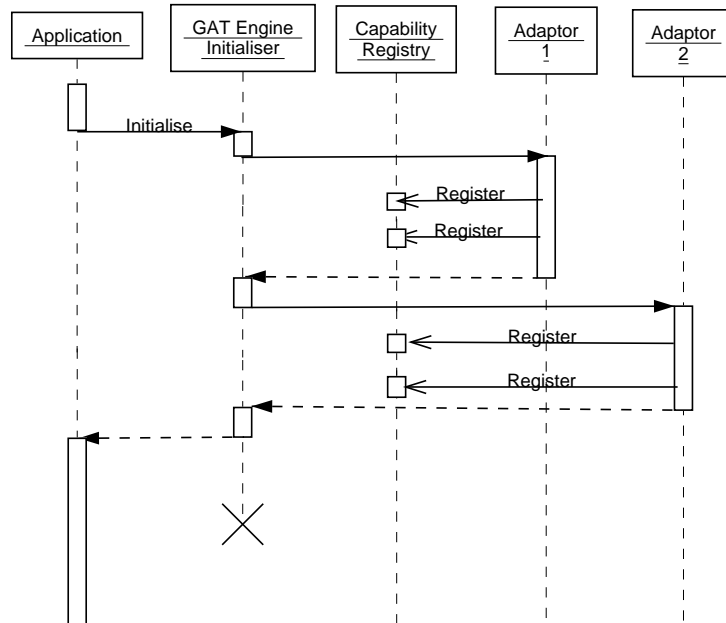 Application
GAT Engine
Initialiser
Capability
Registry
Adaptor
1
Adaptor
2
Initialise
Register
Register
Register
Register